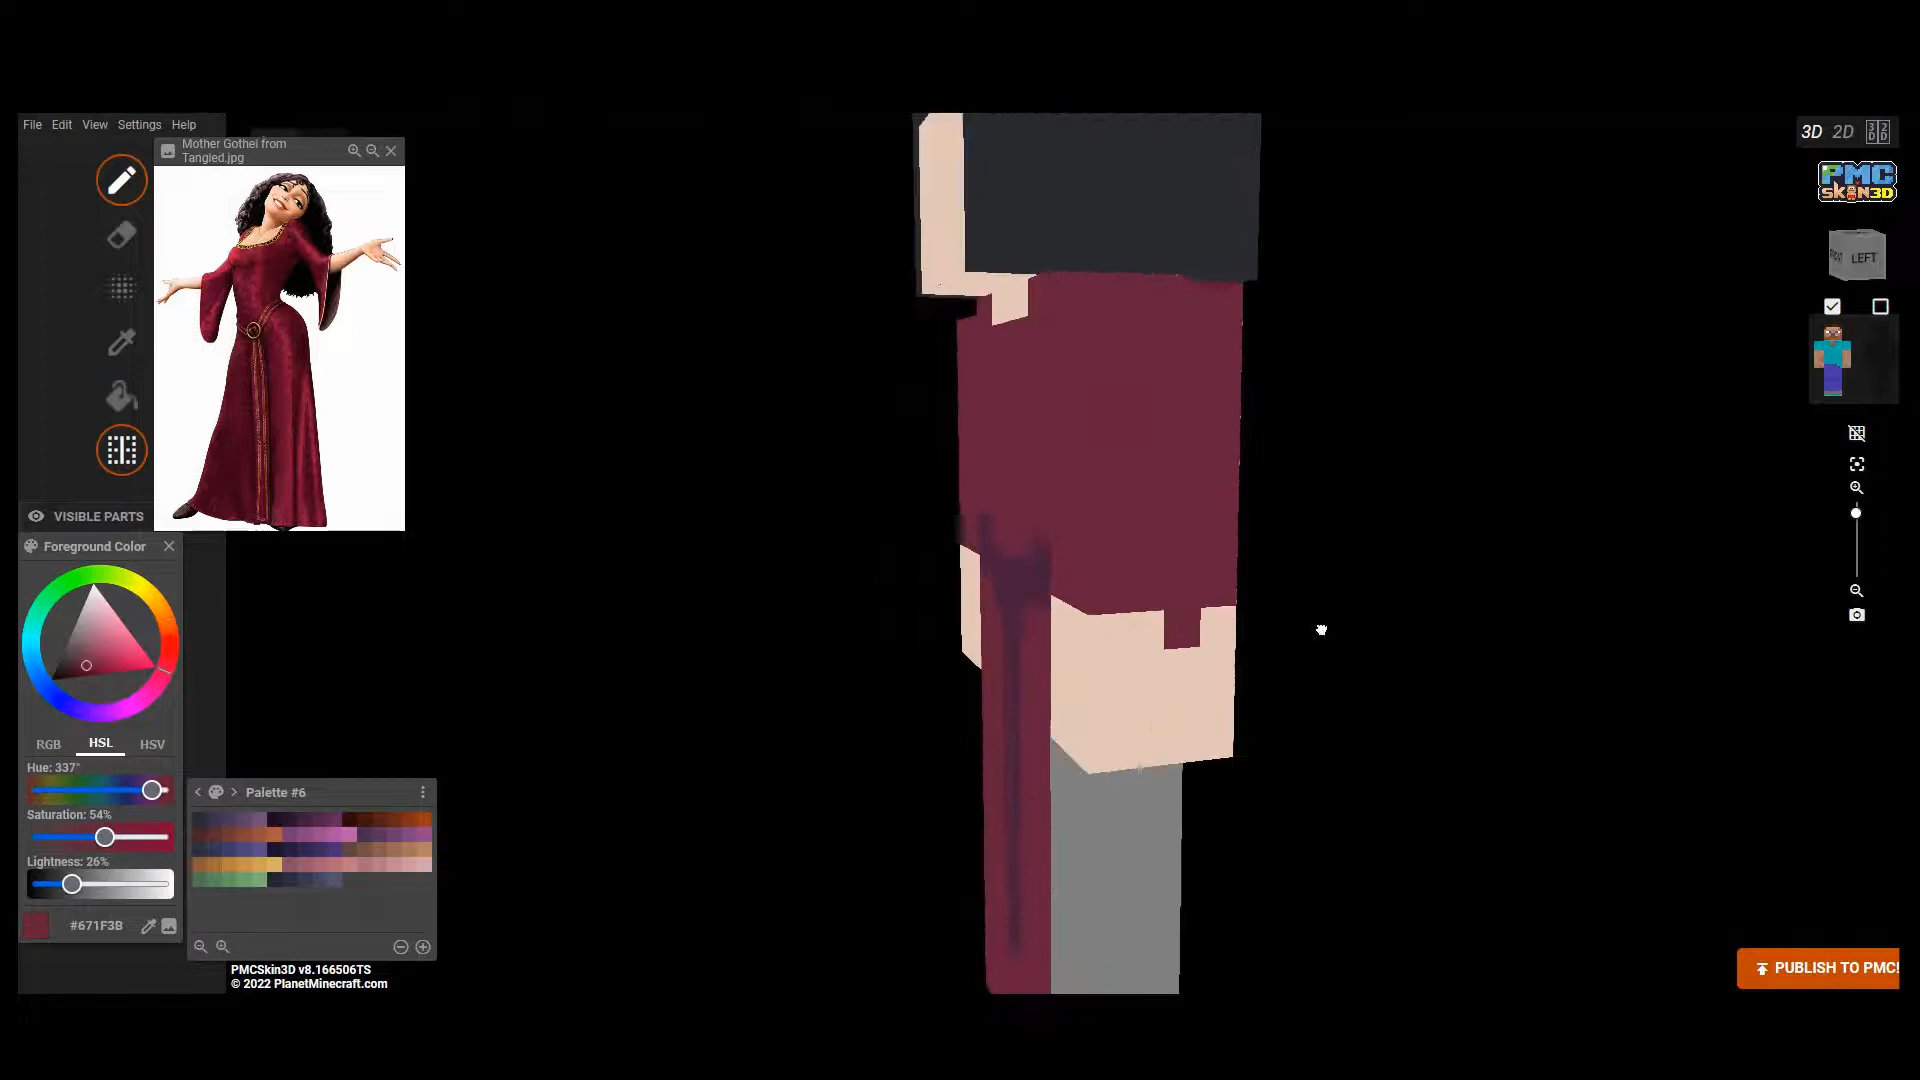 File Edit View Settings Help
Mother Gothel from
Tangled.jpg
3D 2D
3D 2D
PMC
SKIN3D
LEFT
VISIBLE PARTS
Foreground Color
RGB HSL HSV
Hue: 337°
Saturation: 54%
Lightness: 26%
#671F3B
Palette #6
PMCSkin3D v8.166506TS
© 2022 PlanetMinecraft.com
PUBLISH TO PMC!